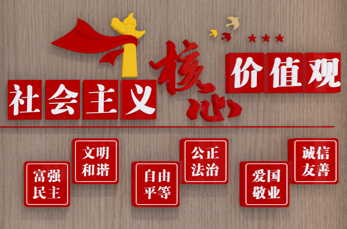 社会主义核心价值观
富强
民主
文明
和谐
自由
平等
公正
法治
爱国
敬业
诚信
友善